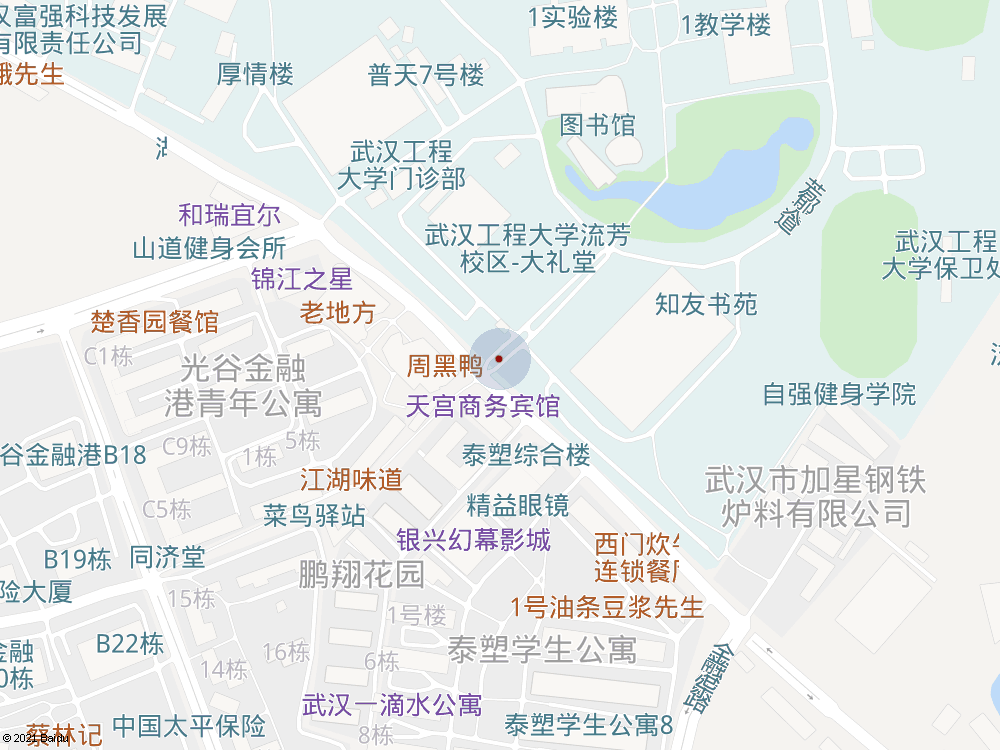 汉富强科技发展
有限责任公司
1实验楼
1教学楼
饿先生
厚情楼
普天7号楼
图书馆
武汉工程
大学门诊部
芳邮道
和瑞宜尔
山道健身会所
武汉工程大学流芳
校区-大礼堂
武汉工程
大学保卫处
锦江之星
老地方
知友书苑
楚香园餐馆
C1栋
光谷金融
港青年公寓
周黑鸭
天宫商务宾馆
自强健身学院
C9栋
5栋
1栋
谷金融港B18
泰塑综合楼
江湖味道
武汉市加星钢铁
炉料有限公司
C5栋
菜鸟驿站
精益眼镜
银兴幻幕影城
西门炊
连锁餐厅
B19栋
同济堂
鹏翔花园
险大厦
15栋
1号油条豆浆先生
1号楼
B22栋
16栋
泰塑学生公寓
金融
0栋
14栋
6栋
金融港路
武汉一滴水公寓
蔡林记
中国太平保险
8栋
泰塑学生公寓8
© 2021 Baidu